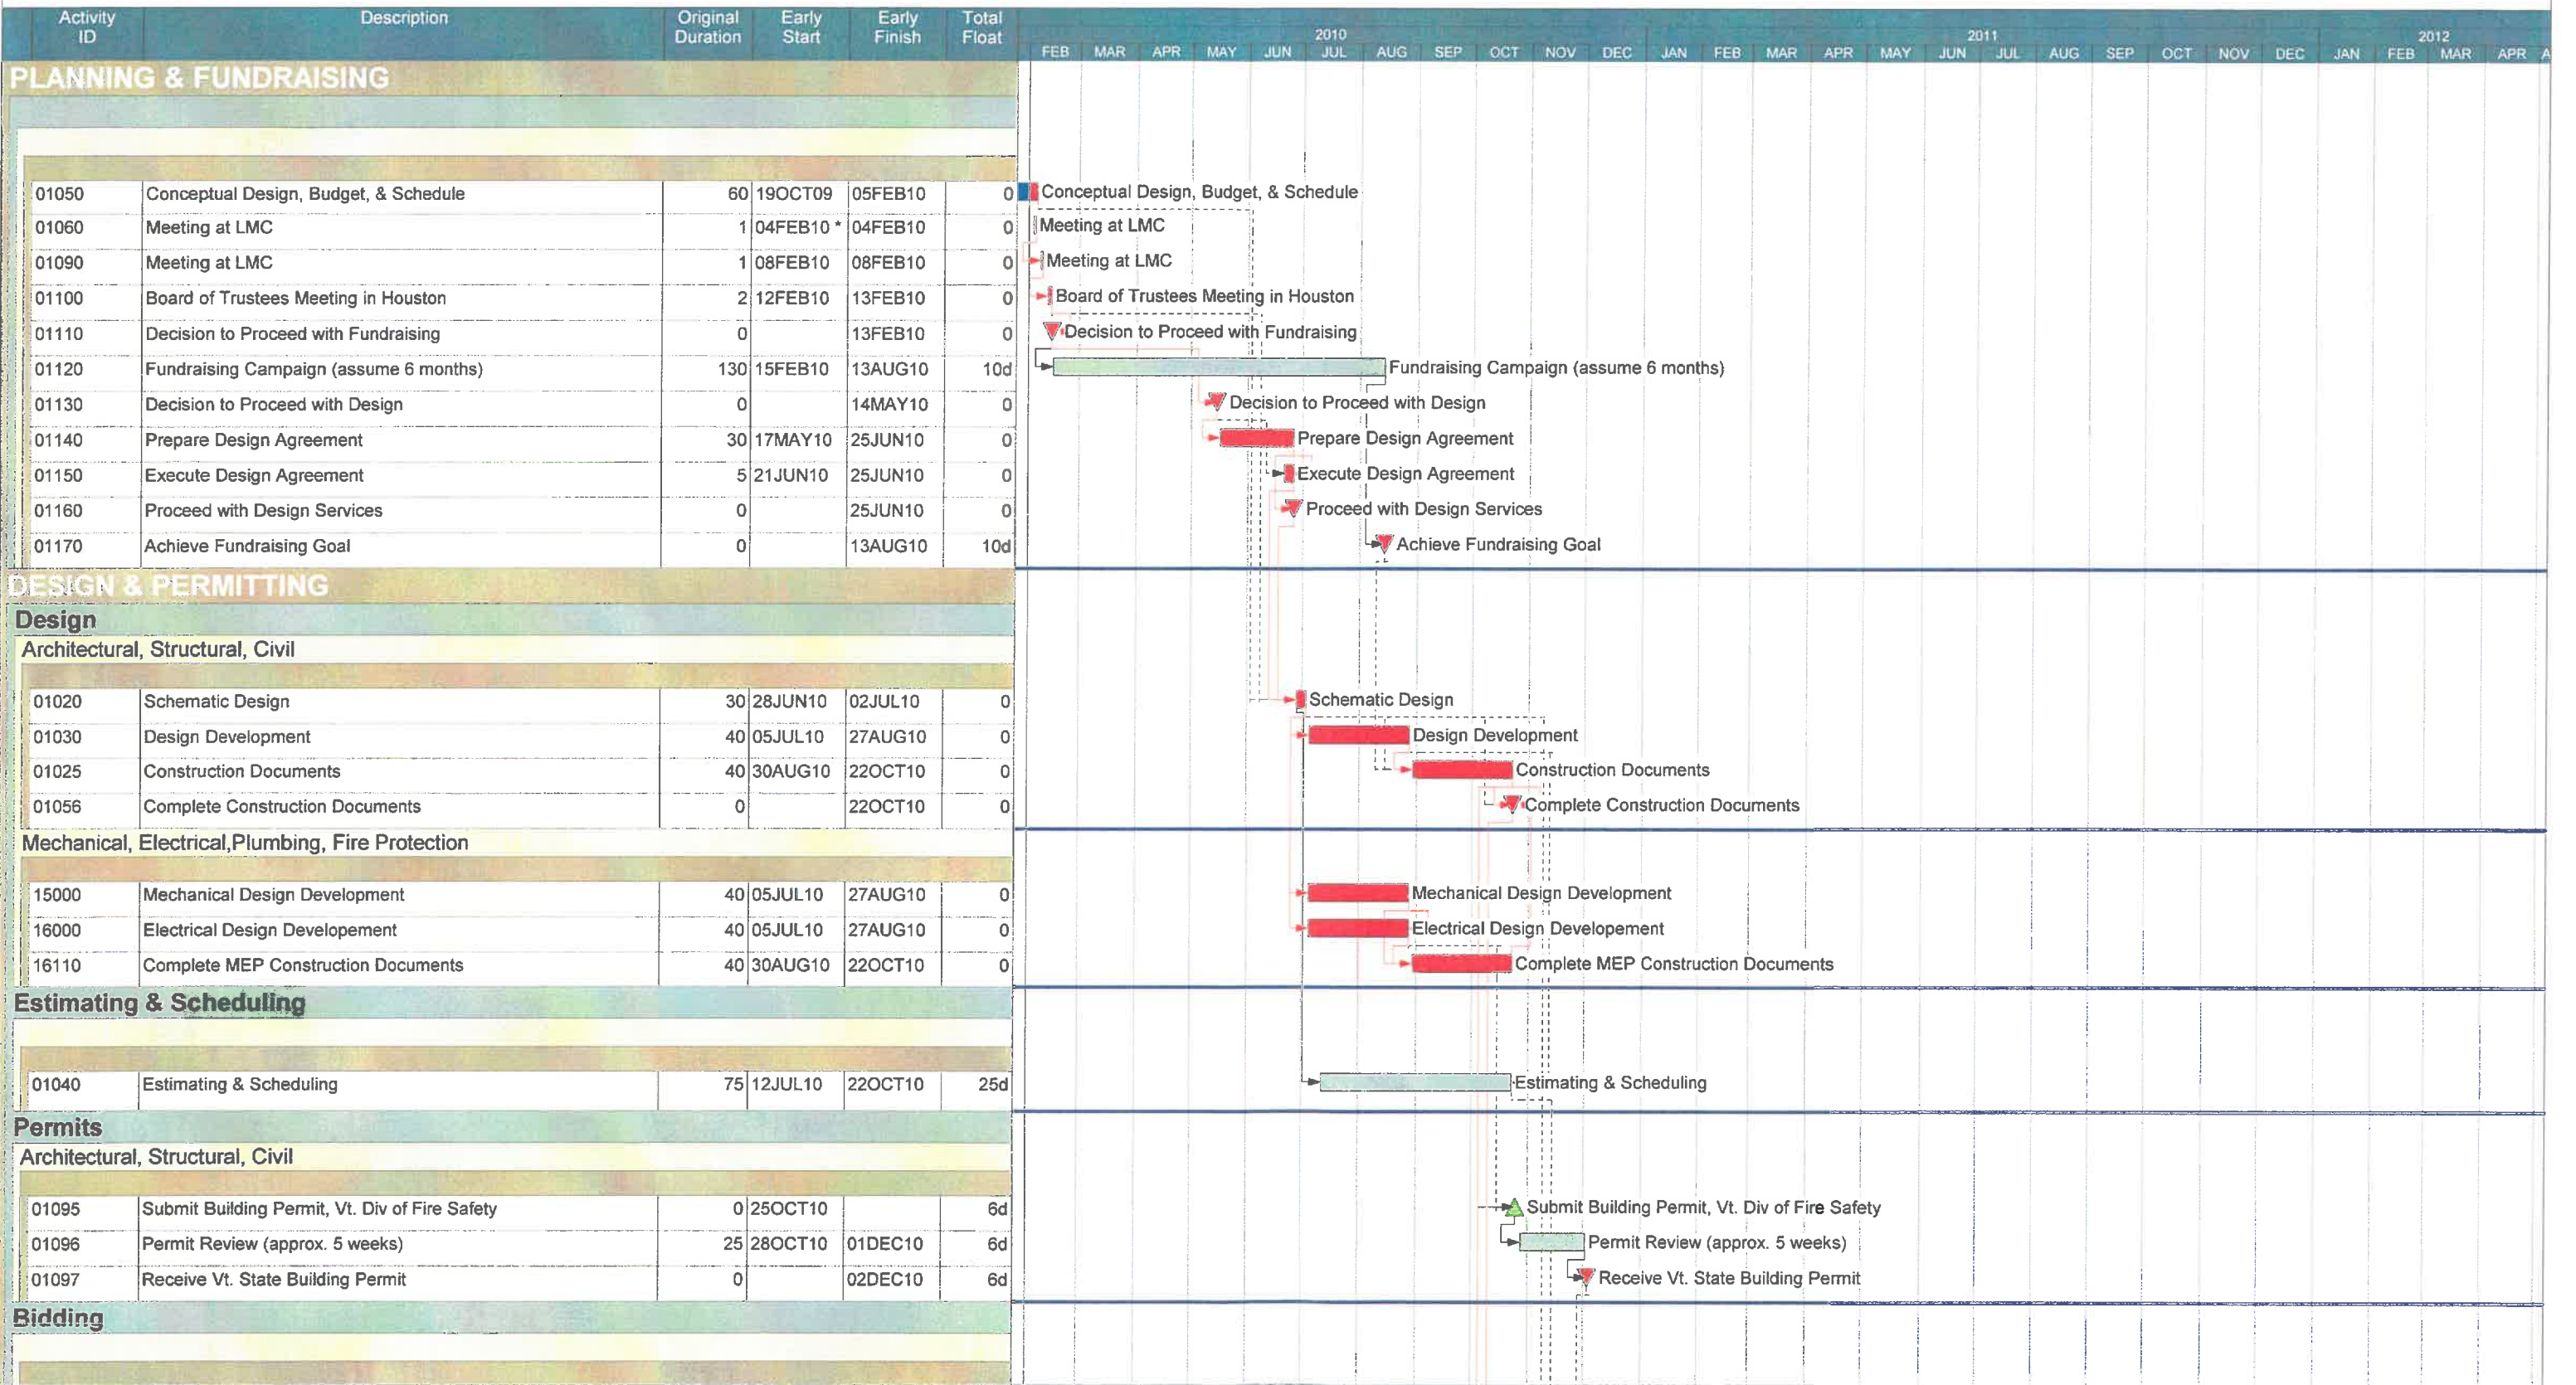 Activity ID Description Original Duration Early Start Early Finish Total Float
2010 2011 2012
FEB MAR APR MAY JUN JUL AUG SEP OCT NOV DEC JAN FEB MAR APR MAY JUN JUL AUG SEP OCT NOV DEC JAN FEB MAR APR A
PLANNING & FUNDRAISING
01050 Conceptual Design, Budget, & Schedule 60 19OCT09 05FEB10 0 Conceptual Design, Budget, & Schedule
01060 Meeting at LMC 1 04FEB10 * 04FEB10 0 Meeting at LMC
01090 Meeting at LMC 1 08FEB10 08FEB10 0 Meeting at LMC
01100 Board of Trustees Meeting in Houston 2 12FEB10 13FEB10 0 Board of Trustees Meeting in Houston
01110 Decision to Proceed with Fundraising 0 13FEB10 0 Decision to Proceed with Fundraising
01120 Fundraising Campaign (assume 6 months) 130 15FEB10 13AUG10 10d Fundraising Campaign (assume 6 months)
01130 Decision to Proceed with Design 0 14MAY10 0 Decision to Proceed with Design
01140 Prepare Design Agreement 30 17MAY10 25JUN10 0 Prepare Design Agreement
01150 Execute Design Agreement 5 21JUN10 25JUN10 0 Execute Design Agreement
01160 Proceed with Design Services 0 25JUN10 0 Proceed with Design Services
01170 Achieve Fundraising Goal 0 13AUG10 10d Achieve Fundraising Goal
DESIGN & PERMITTING
Design
Architectural, Structural, Civil
01020 Schematic Design 30 28JUN10 02JUL10 0 Schematic Design
01030 Design Development 40 05JUL10 27AUG10 0 Design Development
01025 Construction Documents 40 30AUG10 22OCT10 0 Construction Documents
01056 Complete Construction Documents 0 22OCT10 0 Complete Construction Documents
Mechanical, Electrical,Plumbing, Fire Protection
15000 Mechanical Design Development 40 05JUL10 27AUG10 0 Mechanical Design Development
16000 Electrical Design Developement 40 05JUL10 27AUG10 0 Electrical Design Developement
16110 Complete MEP Construction Documents 40 30AUG10 22OCT10 0 Complete MEP Construction Documents
Estimating & Scheduling
01040 Estimating & Scheduling 75 12JUL10 22OCT10 25d Estimating & Scheduling
Permits
Architectural, Structural, Civil
01095 Submit Building Permit, Vt. Div of Fire Safety 0 25OCT10 6d Submit Building Permit, Vt. Div of Fire Safety
01096 Permit Review (approx. 5 weeks) 25 28OCT10 01DEC10 6d Permit Review (approx. 5 weeks)
01097 Receive Vt. State Building Permit 0 02DEC10 6d Receive Vt. State Building Permit
Bidding